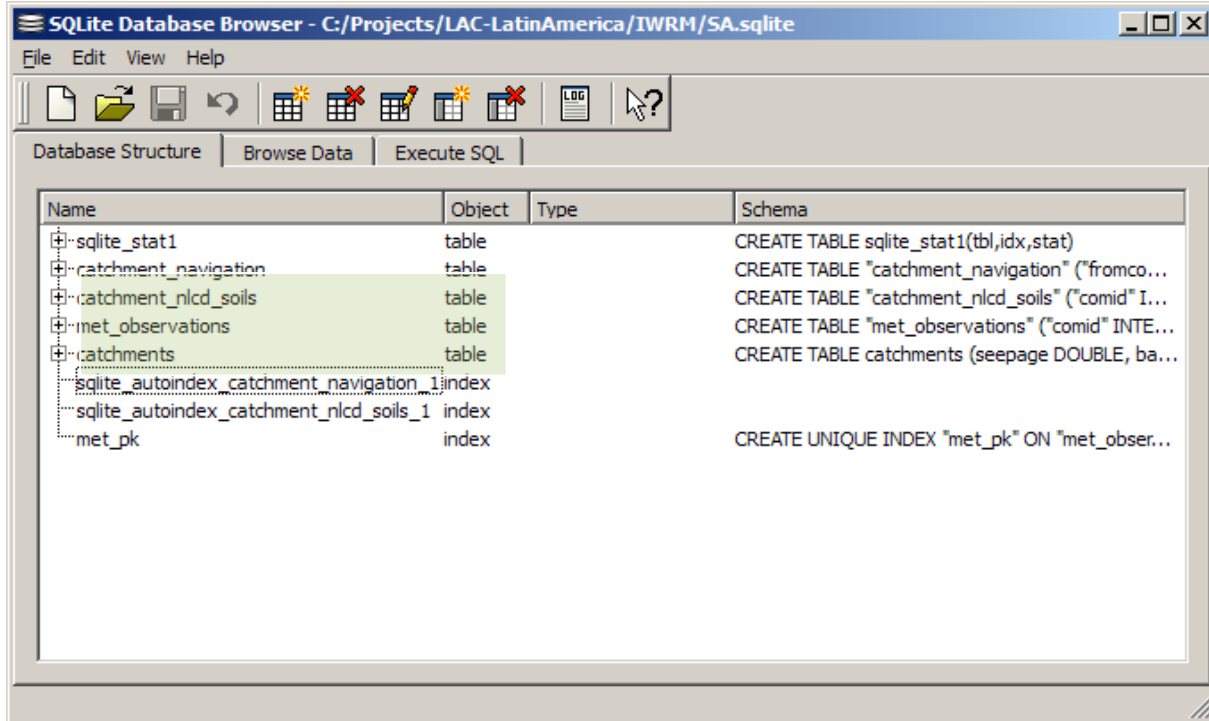 SQLite Database Browser - C:/Projects/LAC-LatinAmerica/IWRM/SA.sqlite
File Edit View Help
LOG
Database Structure Browse Data Execute SQL
Name Object Type Schema
sqlite_stat1 table CREATE TABLE sqlite_stat1(tbl,idx,stat)
catchment_navigation table CREATE TABLE "catchment_navigation" ("fromco...
catchment_nlcd_soils table CREATE TABLE "catchment_nlcd_soils" ("comid" I...
met_observations table CREATE TABLE "met_observations" ("comid" INTE...
catchments table CREATE TABLE catchments (seepage DOUBLE, ba...
sqlite_autoindex_catchment_navigation_1 index
sqlite_autoindex_catchment_nlcd_soils_1 index
met_pk index CREATE UNIQUE INDEX "met_pk" ON "met_obser...